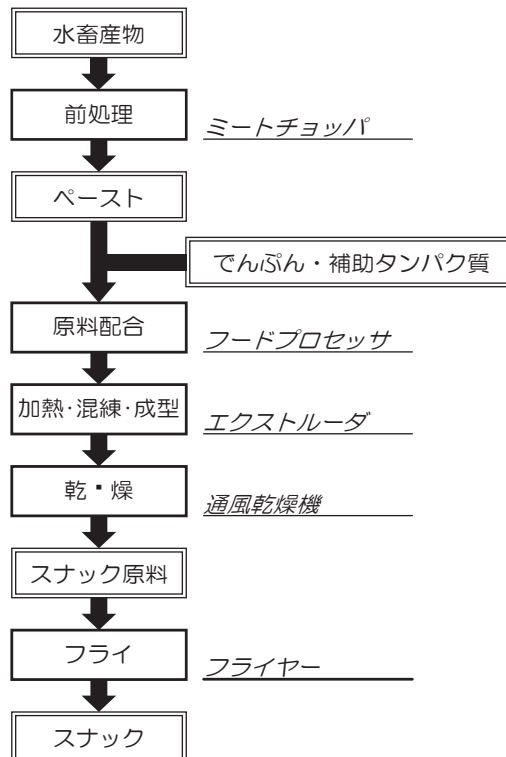 水畜産物
前処理
ミートチョッパ
ペースト
でんぷん・補助タンパク質
原料配合
フードプロセッサ
加熱・混練・成型
エクストルーダ
乾・燥
通風乾燥機
スナック原料
フライ
フライヤー
スナック